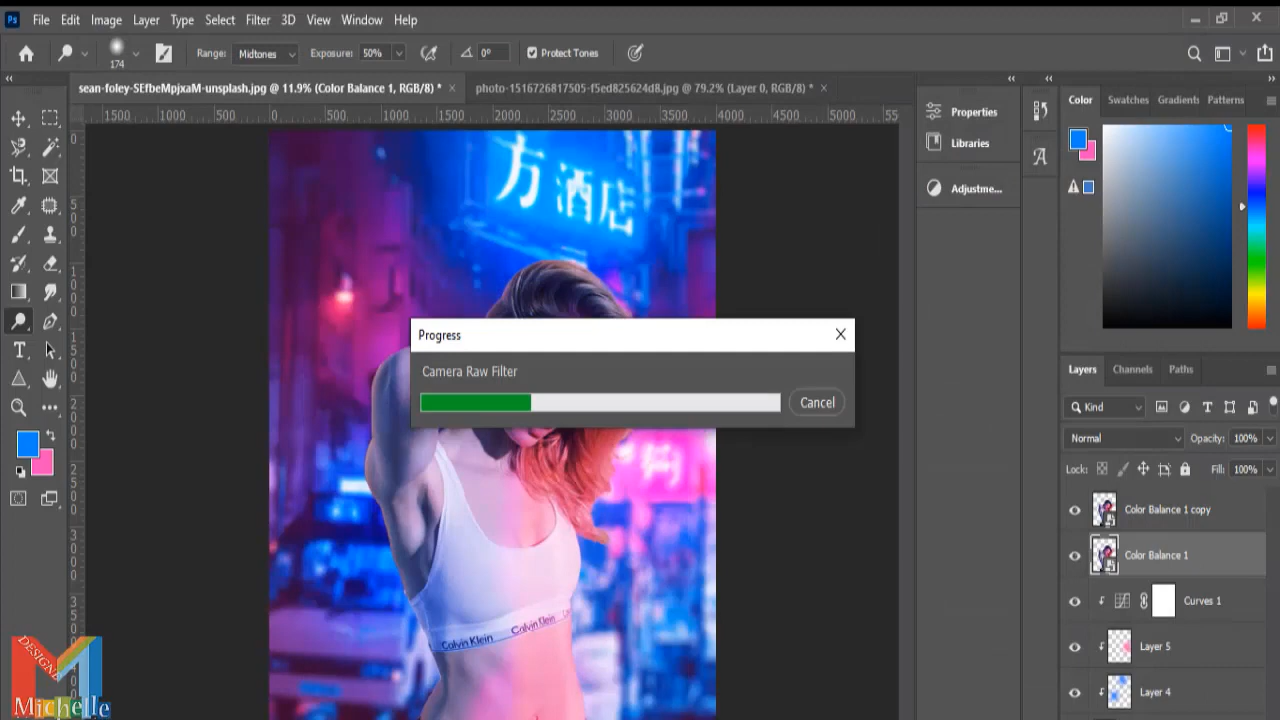 Ps File Edit Image Layer Type Select Filter 3D View Window Help
174 Range: Midtones Exposure: 50% 0° Protect Tones
sean-foley-SEfbeMpjxaM-unsplash.jpg @ 11.9% (Color Balance 1, RGB/8) * photo-1516726817505-f5ed825624d8.jpg @ 79.2% (Layer 0, RGB/8) *
1500 1000 500 0 500 1000 1500 2000 2500 3000 3500 4000 4500 5000 55
方酒店
Properties
Libraries
Adjustme...
Color Swatches Gradients Patterns
Progress
Camera Raw Filter
Cancel
Layers Channels Paths
Kind
Normal Opacity: 100%
Lock: Fill: 100%
Color Balance 1 copy
Color Balance 1
Curves 1
Layer 5
Layer 4
Calvin Klein Calvin Klein
DESIGNE
M
Michelle